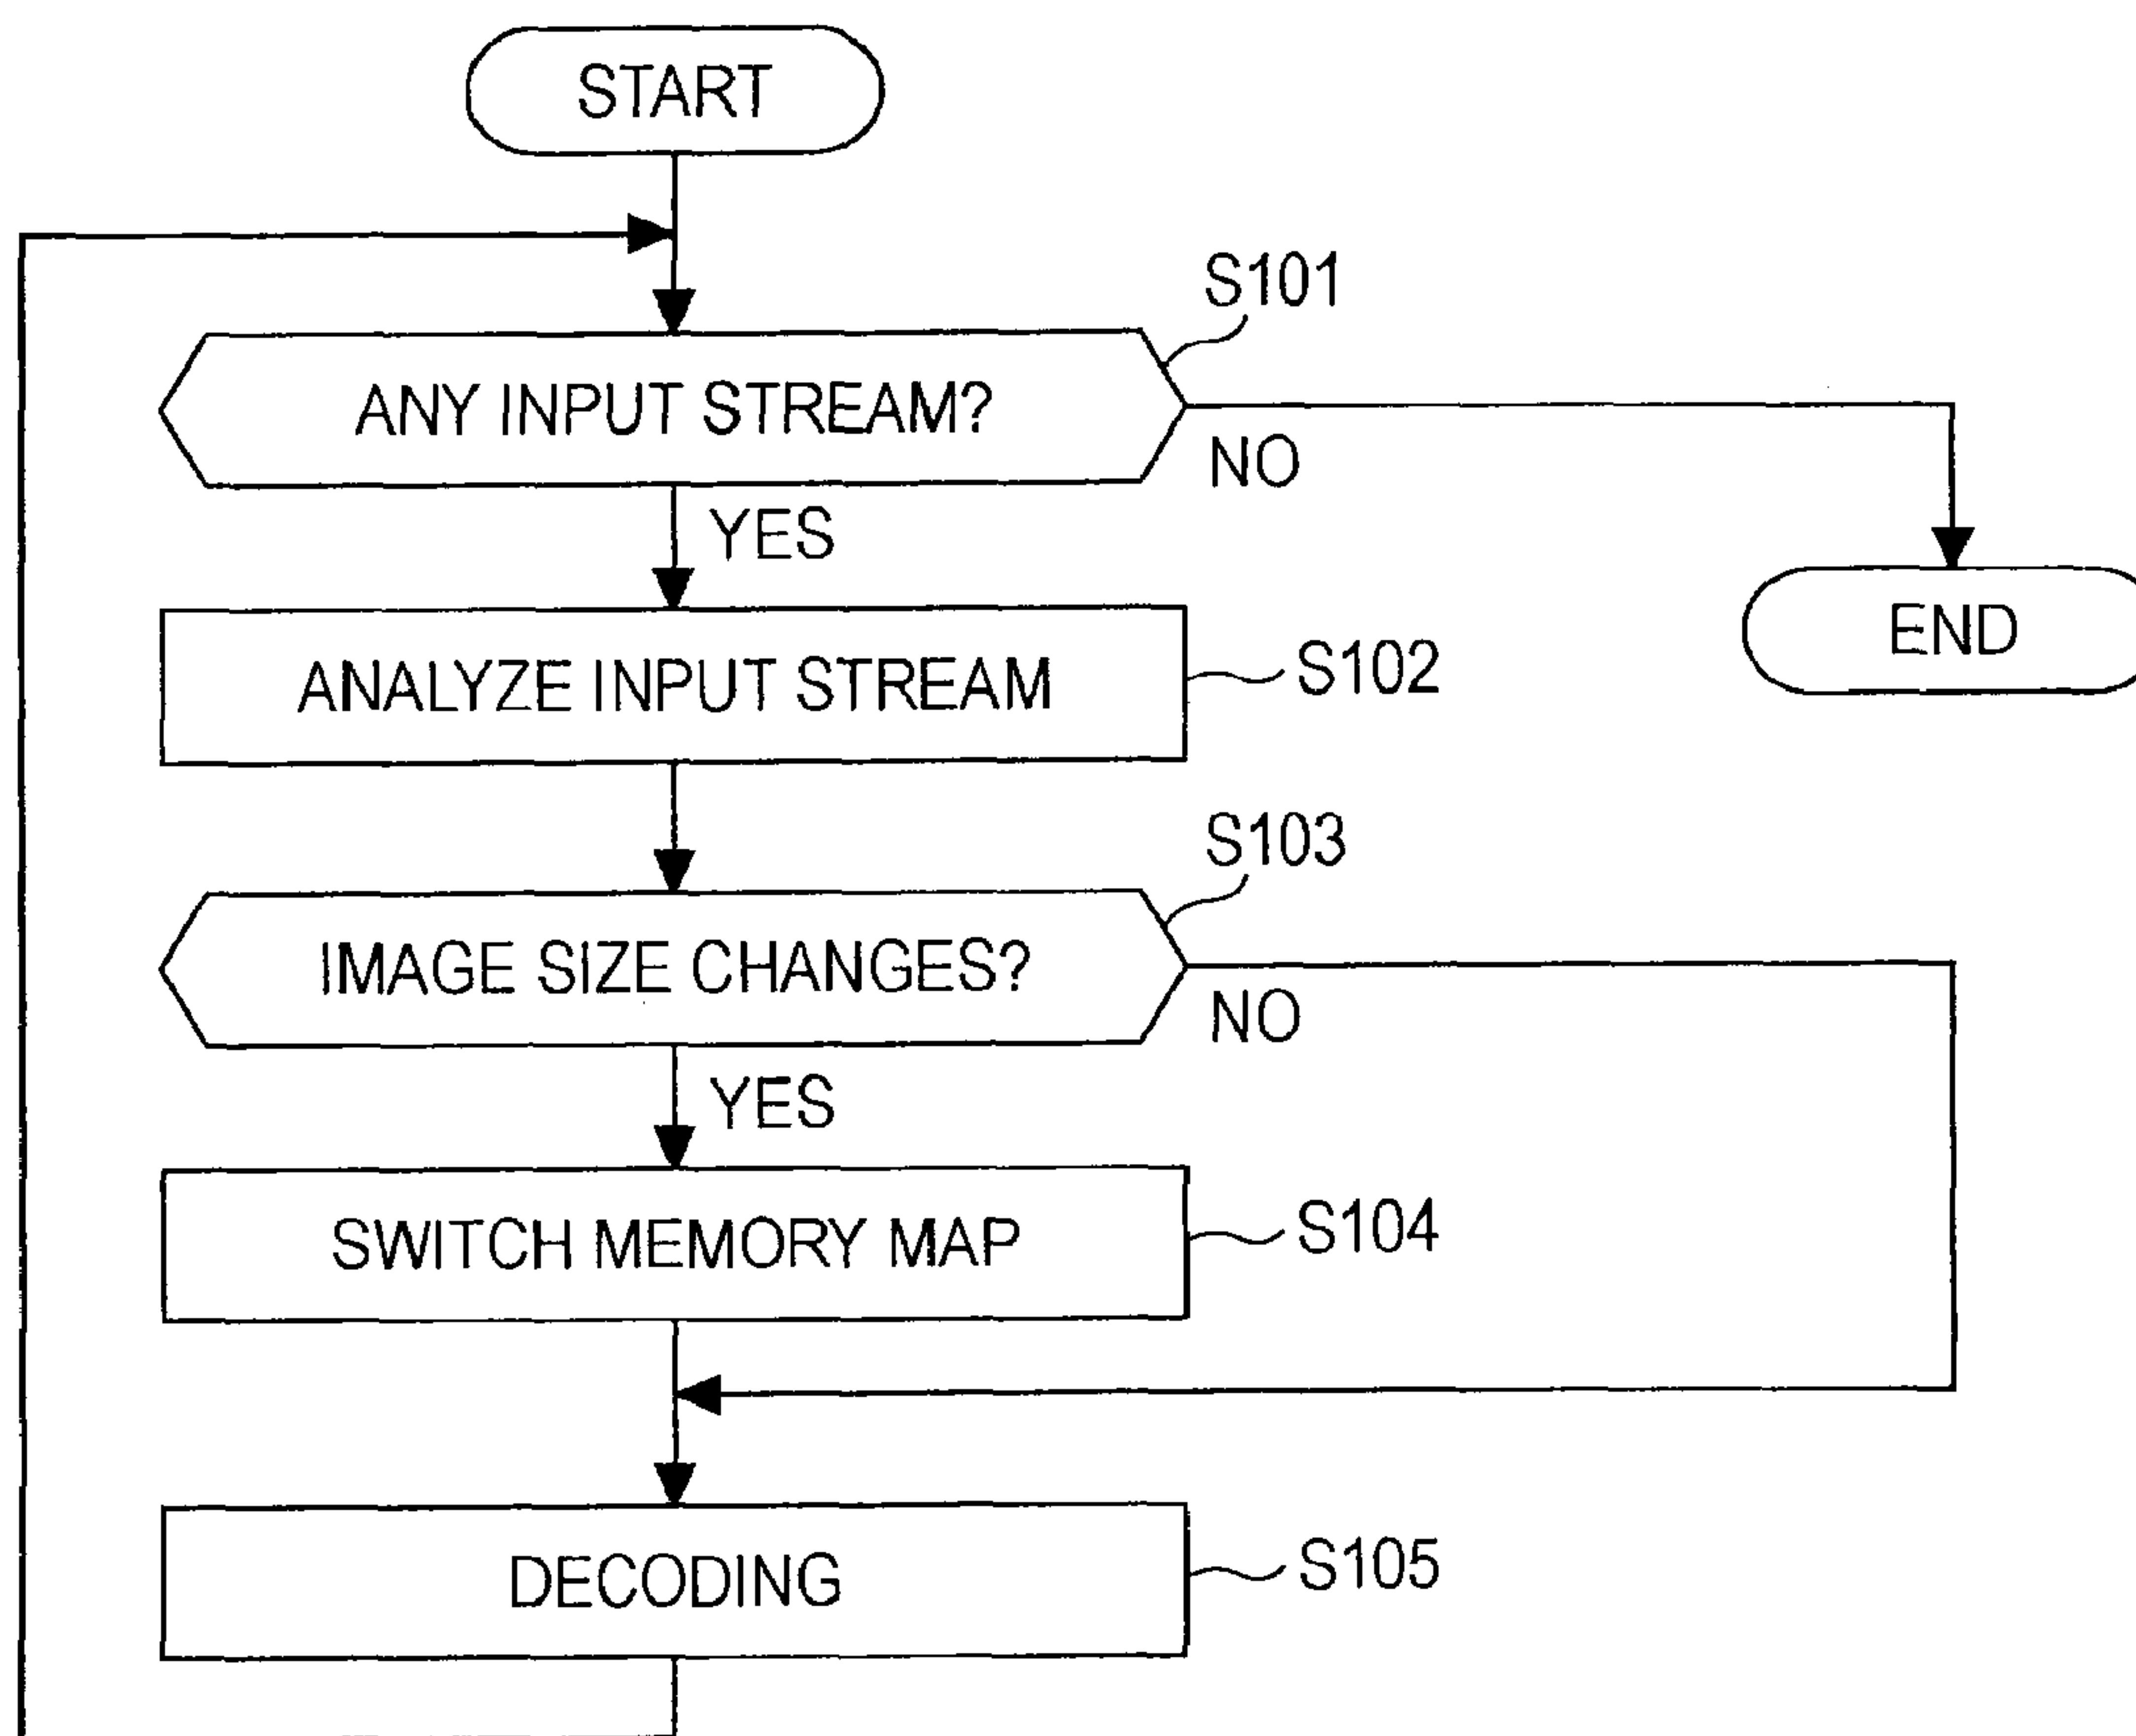 START
S101
ANY INPUT STREAM?
NO
YES
END
ANALYZE INPUT STREAM
S102
S103
IMAGE SIZE CHANGES?
NO
YES
SWITCH MEMORY MAP
S104
DECODING
S105